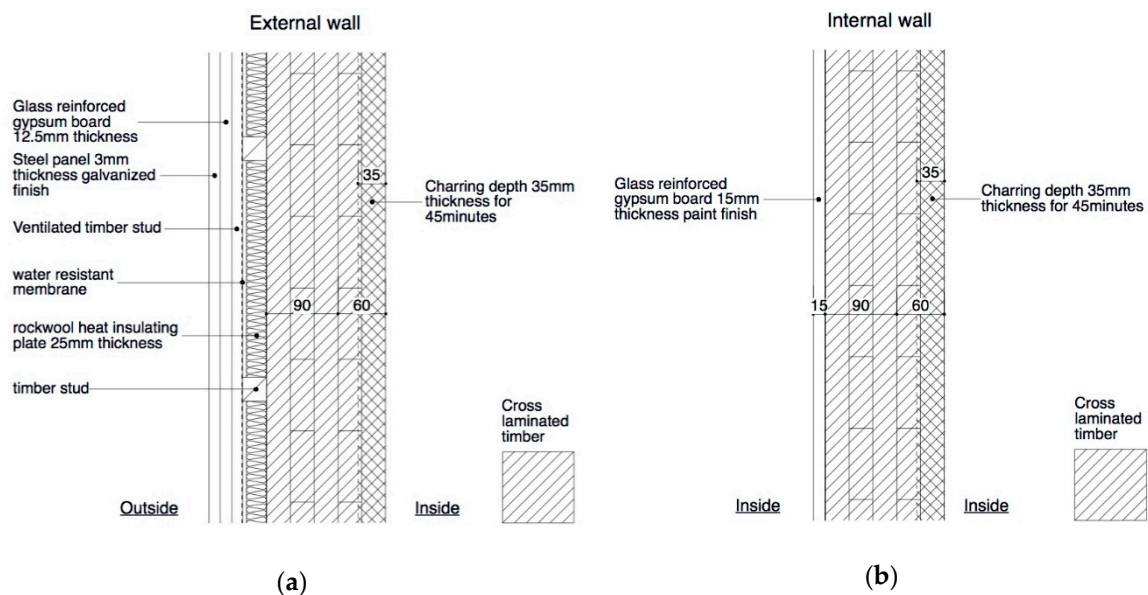 External wall
Glass reinforced
gypsum board
12.5mm thickness
Steel panel 3mm
thickness galvanized
finish
Ventilated timber stud
water resistant
membrane
rockwool heat insulating
plate 25mm thickness
timber stud
35
Charring depth 35mm
thickness for
45minutes
90
60
Cross
laminated
timber
Outside
Inside
(a)
Internal wall
Glass reinforced
gypsum board 15mm
thickness paint finish
35
Charring depth 35mm
thickness for 45minutes
15
90
60
Cross
laminated
timber
Inside
Inside
(b)